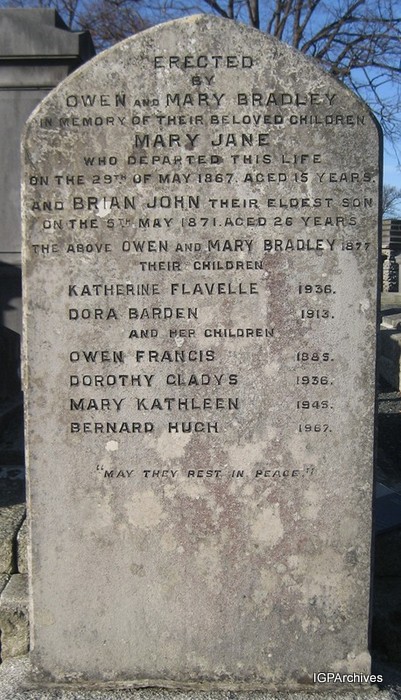 ERECTED
BY
OWEN AND MARY BRADLEY
IN MEMORY OF THEIR BELOVED CHILDREN
MARY JANE
WHO DEPARTED THIS LIFE
ON THE 29TH OF MAY 1867. AGED 15 YEARS.
AND BRIAN JOHN THEIR ELDEST SON
ON THE 5TH MAY 1871. AGED 26 YEARS
THE ABOVE OWEN AND MARY BRADLEY 1877
THEIR CHILDREN
KATHERINE FLAVELLE 1936.
DORA BARDEN 1913.
AND HER CHILDREN
OWEN FRANCIS 1885.
DOROTHY GLADYS 1936.
MARY KATHLEEN 1945.
BERNARD HUGH 1967.
"MAY THEY REST IN PEACE."
IGPArchives